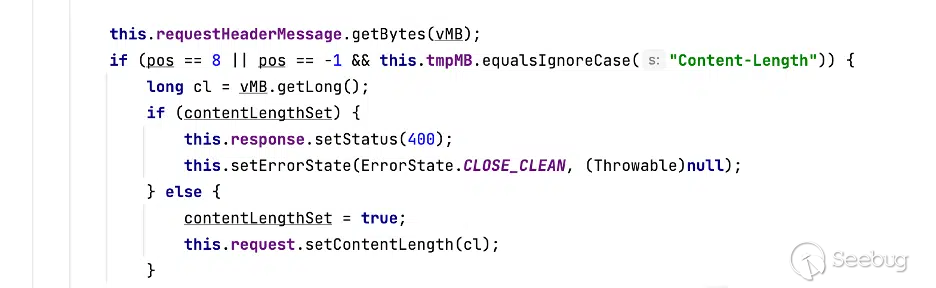 this.requestHeaderMessage.getBytes(vMB);
if (pos == 8 || pos == -1 && this.tmpMB.equalsIgnoreCase( s: "Content-Length")) {
    long cl = vMB.getLong();
    if (contentLengthSet) {
        this.response.setStatus(400);
        this.setErrorState(ErrorState.CLOSE_CLEAN, (Throwable)null);
    } else {
        contentLengthSet = true;
        this.request.setContentLength(cl);
    }
Seebug